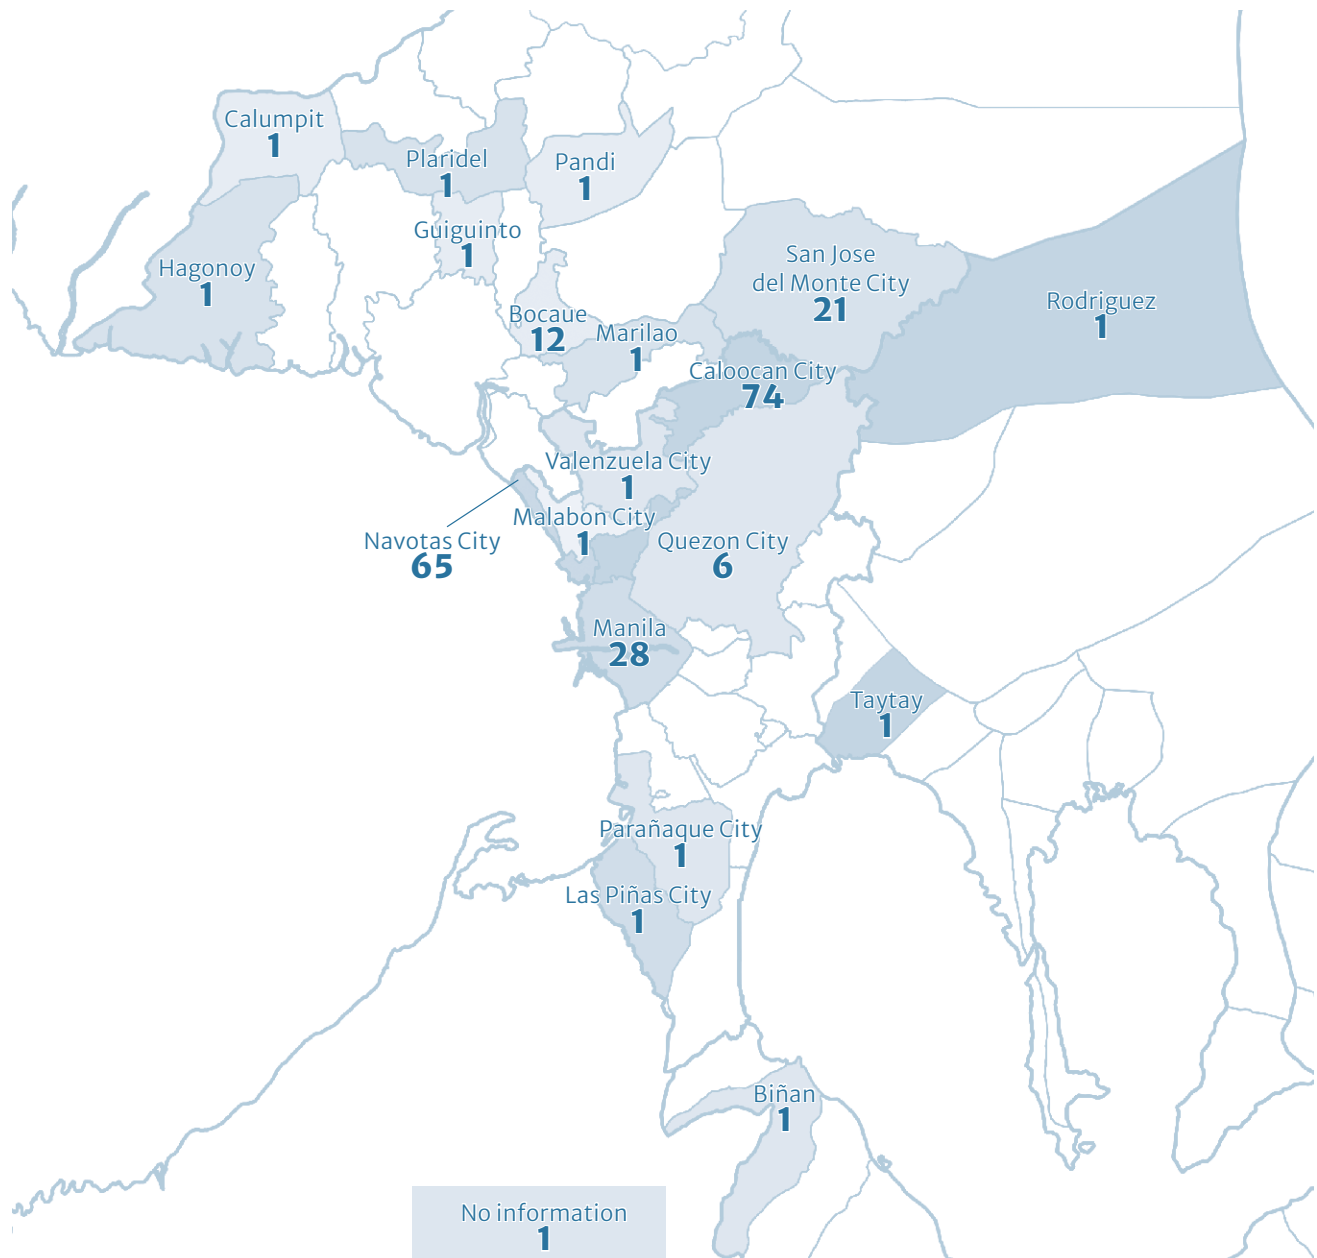 Calumpit
1
Plaridel
1
Pandi
1
Guiguinto
1
Hagonoy
1
San Jose
del Monte City
21
Rodriguez
1
Bocaue
12
Marilao
1
Caloocan City
74
Valenzuela City
1
Malabon City
1
Navotas City
65
Quezon City
6
Manila
28
Taytay
1
Parañaque City
1
Las Piñas City
1
Biñan
1
No information
1